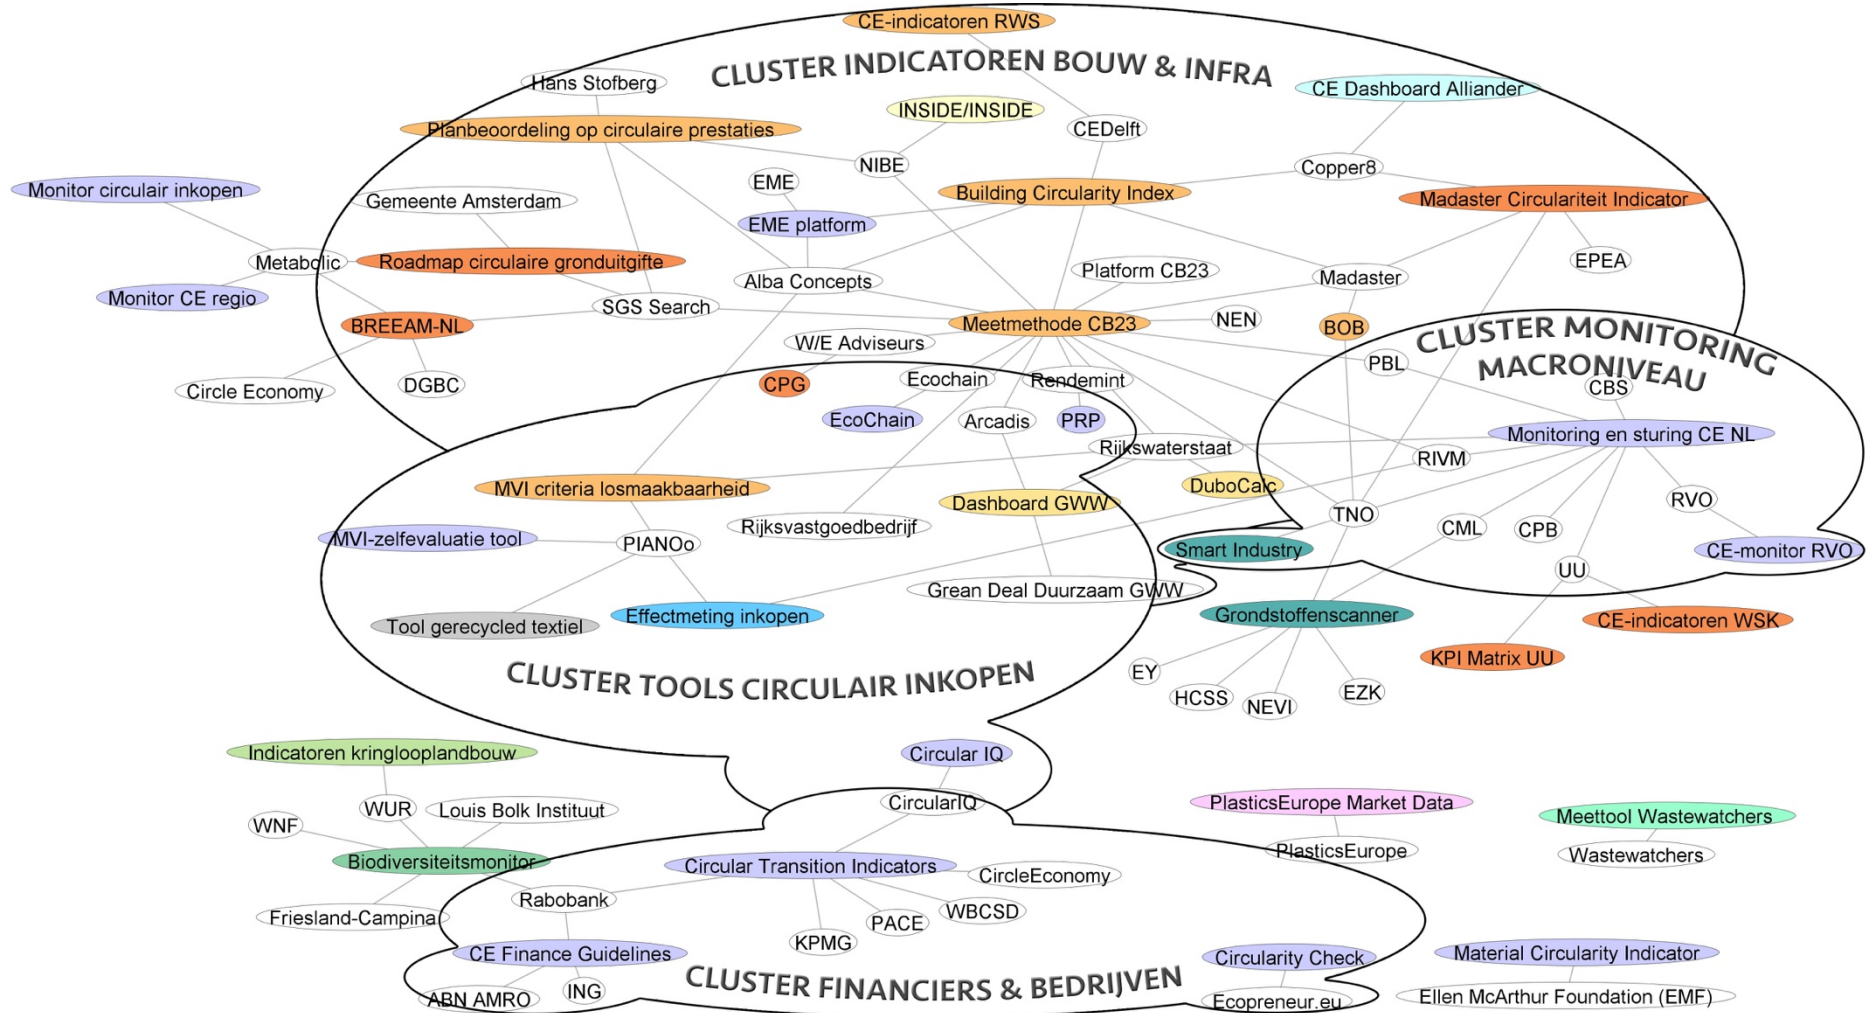 CE-indicatoren RWS
CLUSTER INDICATOREN BOUW & INFRA
Hans Stofberg
CE Dashboard Alliander
INSIDE/INSIDE
Planbeoordeling op circulaire prestaties
CEDelft
NIBE
Copper8
EME
Monitor circulair inkopen
Building Circularity Index
Gemeente Amsterdam
Madaster Circulariteit Indicator
EME platform
Metabolic
Roadmap circulaire gronduitgifte
EPEA
Platform CB23
Alba Concepts
Madaster
Monitor CE regio
SGS Search
BREEAM-NL
Meetmethode CB23
NEN
BOB
CLUSTER MONITORING
MACRONIVEAU
W/E Adviseurs
PBL
Circle Economy
DGBC
CPG
Ecochain
Rendemint
CBS
EcoChain
Arcadis
PRP
Monitoring en sturing CE NL
Rijkswaterstaat
RIVM
MVI criteria losmaakbaarheid
DuboCalc
Dashboard GWW
RVO
Rijksvastgoedbedrijf
TNO
CML
CPB
MVI-zelfevaluatie tool
PIANOo
Smart Industry
CE-monitor RVO
UU
Grean Deal Duurzaam GWW
Tool gerecycled textiel
Effectmeting inkopen
Grondstoffenscanner
CE-indicatoren WSK
KPI Matrix UU
CLUSTER TOOLS CIRCULAIR INKOPEN
EY
HCSS
NEVI
EZK
Indicatoren kringlooplandbouw
Circular IQ
WUR
Louis Bolk Instituut
CircularIQ
PlasticsEurope Market Data
Meettool Wastewatchers
WNF
PlasticsEurope
Wastewatchers
Biodiversiteitsmonitor
Circular Transition Indicators
CircleEconomy
Rabobank
Friesland-Campina
PACE
WBCSD
KPMG
CE Finance Guidelines
Circularity Check
Material Circularity Indicator
CLUSTER FINANCIERS & BEDRIJVEN
ABN AMRO
ING
Ecopreneur.eu
Ellen McArthur Foundation (EMF)